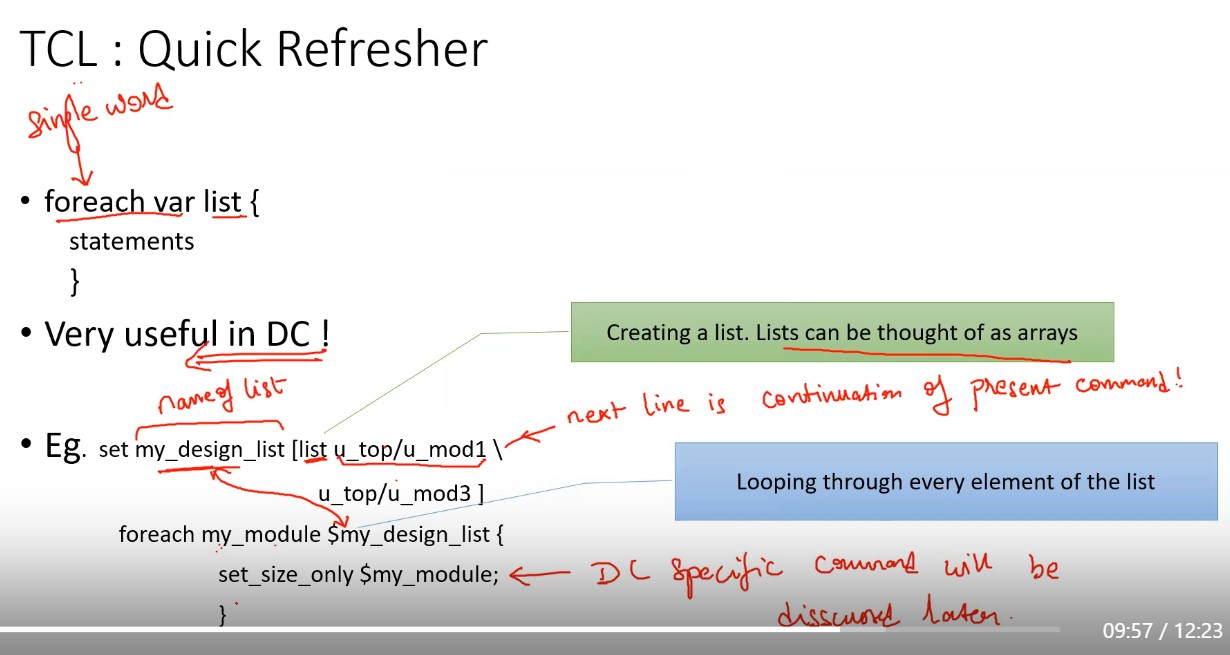 TCL : Quick Refresher
Single word
• foreach var list {
statements
}
• Very useful in DC !
Creating a list. Lists can be thought of as arrays
name of list
next line is continuation of present command!
• Eg. set my_design_list [list u_top/u_mod1 \
u_top/u_mod3 ]
Looping through every element of the list
foreach my_module $my_design_list {
set_size_only $my_module;
DC Specific command will be
}
later.
09:57 / 12:23